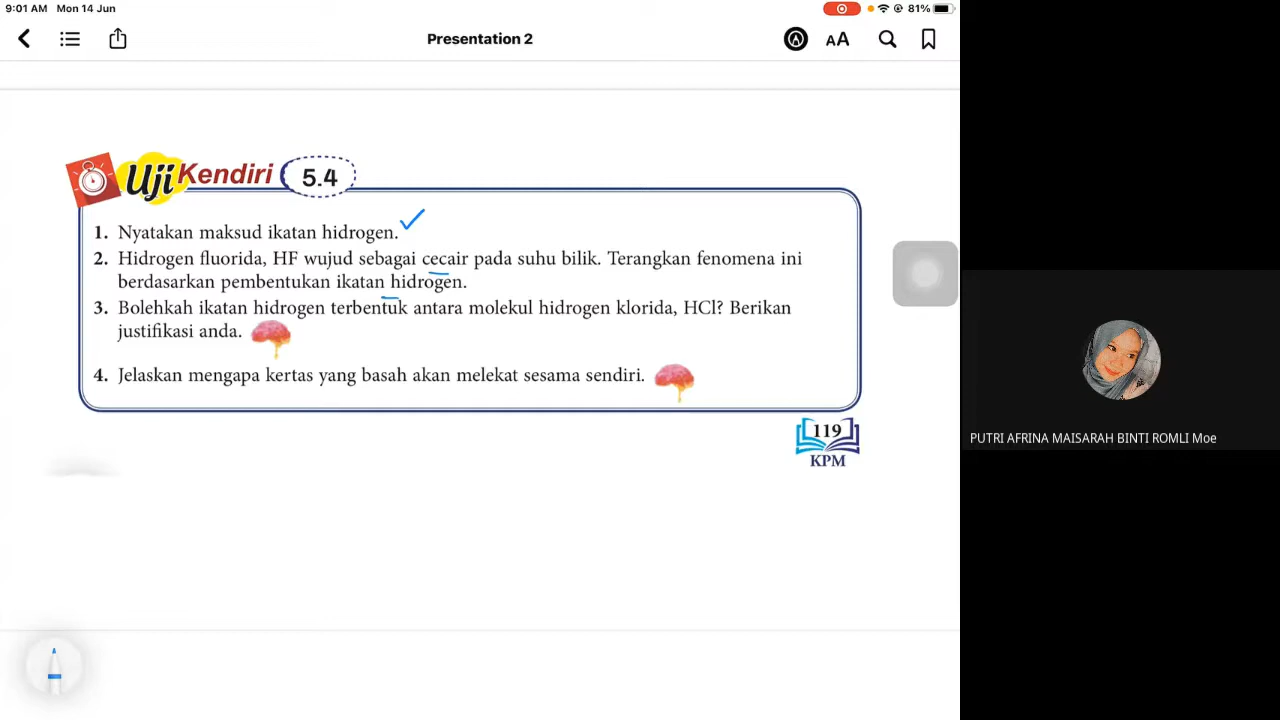 9:01 AM Mon 14 Jun
81%
Presentation 2
AA
Uji Kendiri 5.4
1. Nyatakan maksud ikatan hidrogen.
2. Hidrogen fluorida, HF wujud sebagai cecair pada suhu bilik. Terangkan fenomena ini
berdasarkan pembentukan ikatan hidrogen.
3. Bolehkah ikatan hidrogen terbentuk antara molekul hidrogen klorida, HCl? Berikan
justifikasi anda.
4. Jelaskan mengapa kertas yang basah akan melekat sesama sendiri.
119
KPM
PUTRI AFRINA MAISARAH BINTI ROMLI Moe